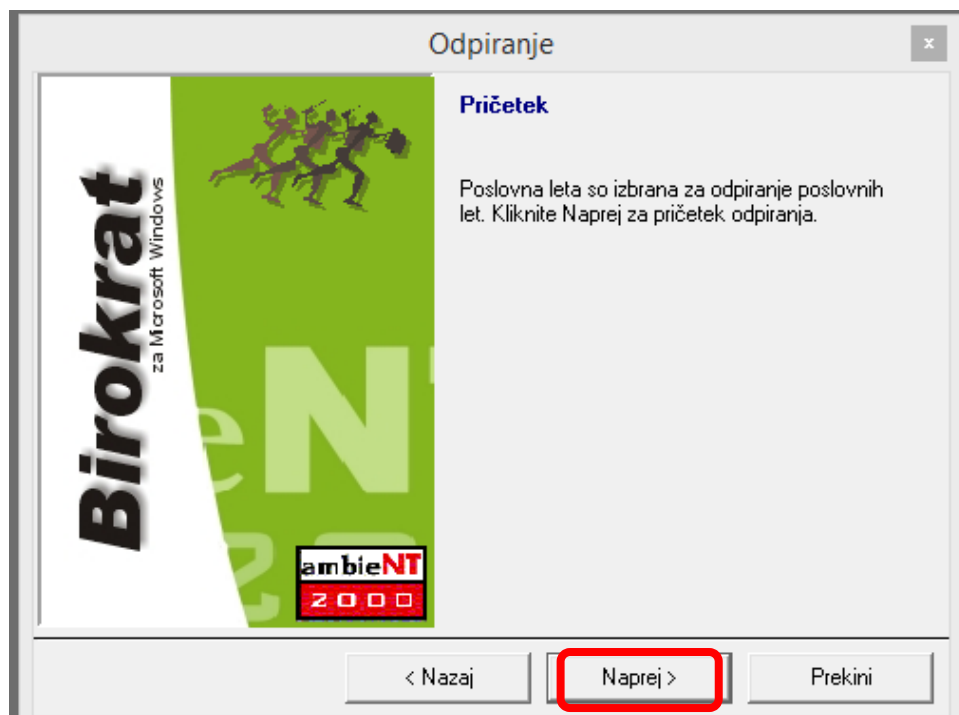 Odpiranje
x
Birokrat
za Microsoft Windows
eNT
ambieNT
2000
Pričetek
Poslovna leta so izbrana za odpiranje poslovnih
let. Kliknite Naprej za pričetek odpiranja.
< Nazaj
Naprej >
Prekini